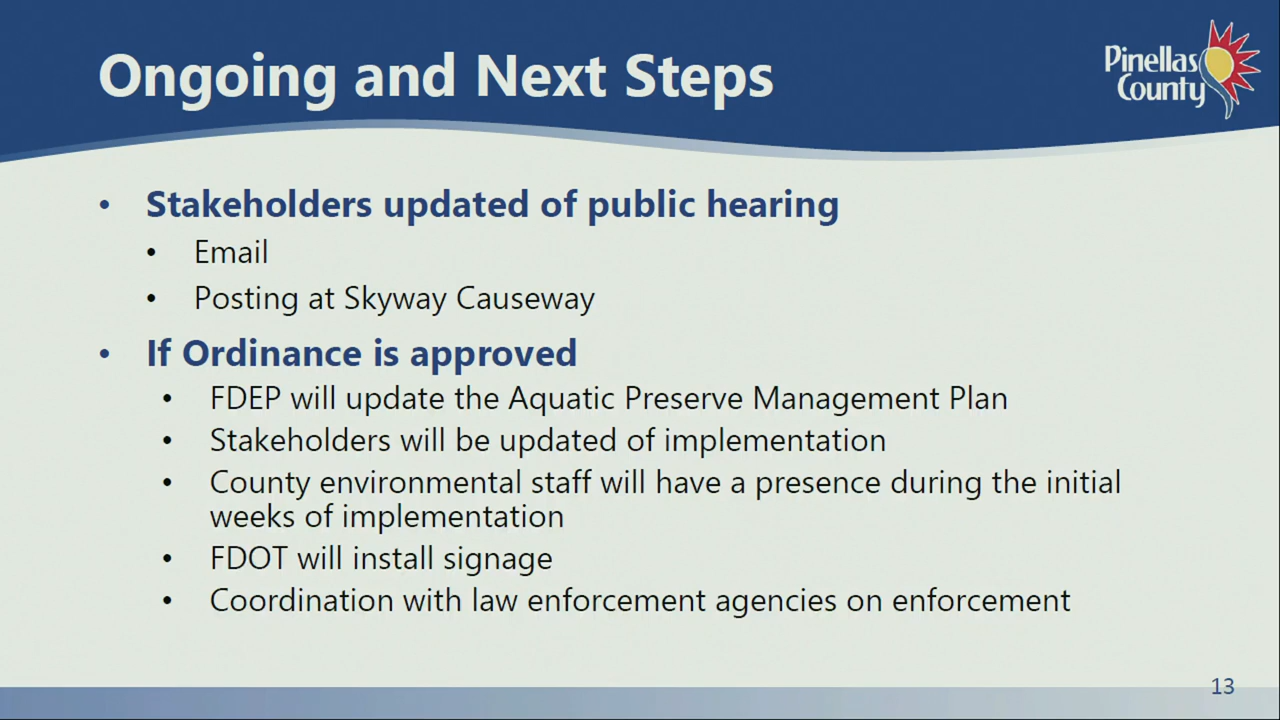 Ongoing and Next Steps
Pinellas
County
• Stakeholders updated of public hearing
• Email
• Posting at Skyway Causeway
• If Ordinance is approved
• FDEP will update the Aquatic Preserve Management Plan
• Stakeholders will be updated of implementation
• County environmental staff will have a presence during the initial
weeks of implementation
• FDOT will install signage
• Coordination with law enforcement agencies on enforcement
13